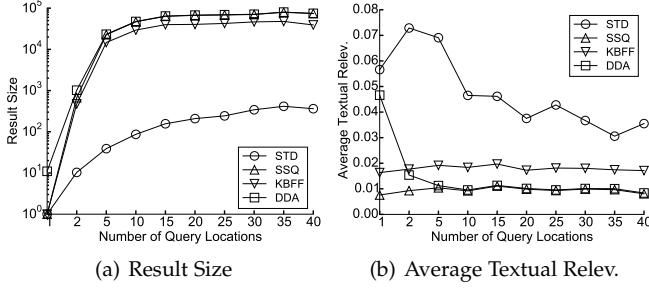 10^5
10^4
10^3
10^2
10^1
10^0
Result Size
STD
SSQ
KBFF
DDA
1 2 5 10 15 20 25 30 35 40
Number of Query Locations
(a) Result Size
0.08
0.07
0.06
0.05
0.04
0.03
0.02
0.01
0.00
Average Textual Relev.
STD
SSQ
KBFF
DDA
1 2 5 10 15 20 25 30 35 40
Number of Query Locations
(b) Average Textual Relev.